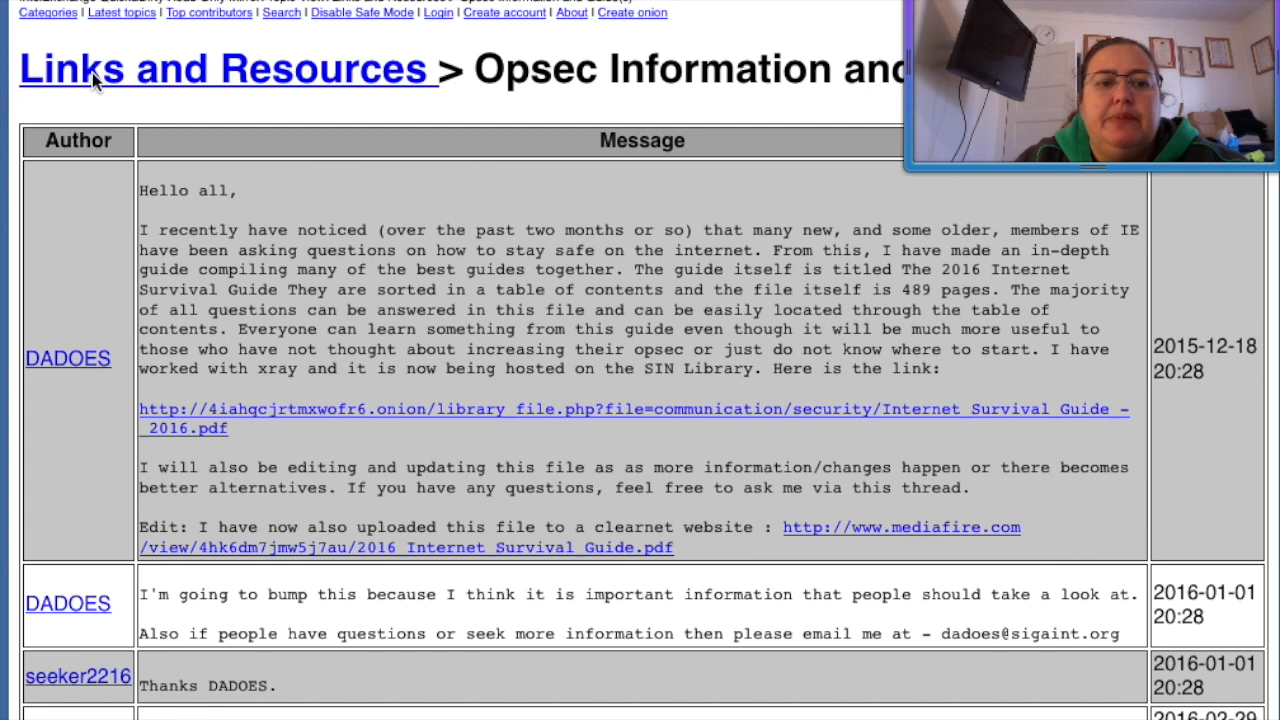 Categories | Latest topics | Top contributors | Search | Disable Safe Mode | Login | Create account | About | Create onion
Links and Resources > Opsec Information and
Author
Message
DADOES
Hello all,
I recently have noticed (over the past two months or so) that many new, and some older, members of IE
have been asking questions on how to stay safe on the internet. From this, I have made an in-depth
guide compiling many of the best guides together. The guide itself is titled The 2016 Internet
Survival Guide They are sorted in a table of contents and the file itself is 489 pages. The majority
of all questions can be answered in this file and can be easily located through the table of
contents. Everyone can learn something from this guide even though it will be much more useful to
those who have not thought about increasing their opsec or just do not know where to start. I have
worked with xray and it is now being hosted on the SIN Library. Here is the link:
http://4iahqcjrtmxwofr6.onion/library_file.php?file=communication/security/Internet_Survival_Guide_-
_2016.pdf
I will also be editing and updating this file as as more information/changes happen or there becomes
better alternatives. If you have any questions, feel free to ask me via this thread.
Edit: I have now also uploaded this file to a clearnet website : http://www.mediafire.com
/view/4hk6dm7jmw5j7au/2016_Internet_Survival_Guide.pdf
2015-12-18
20:28
DADOES
I'm going to bump this because I think it is important information that people should take a look at.
Also if people have questions or seek more information then please email me at - dadoes@sigaint.org
2016-01-01
20:28
seeker2216
Thanks DADOES.
2016-01-01
20:28
2016-02-29